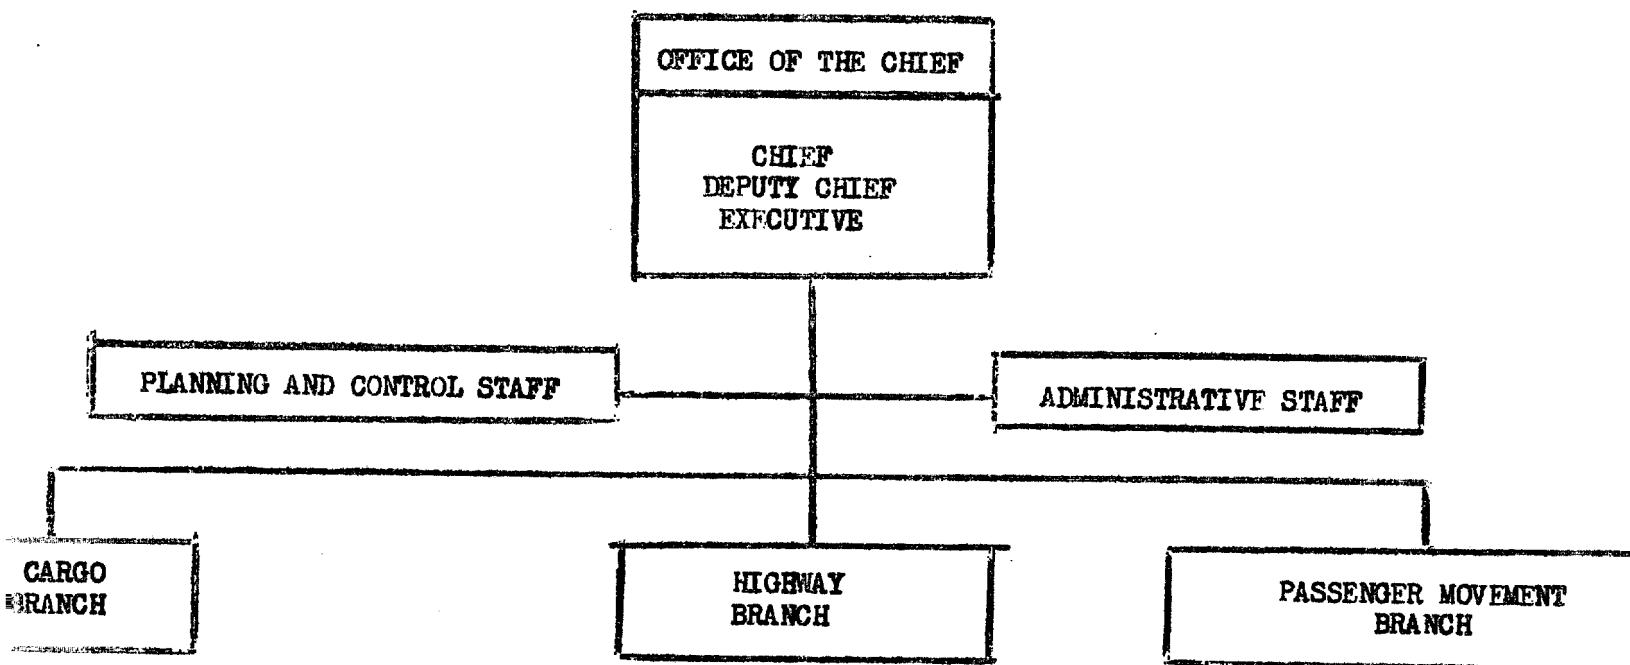 OFFICE OF THE CHIEF
CHIEF
DEPUTY CHIEF
EXECUTIVE
PLANNING AND CONTROL STAFF
ADMINISTRATIVE STAFF
CARGO
BRANCH
HIGHWAY
BRANCH
PASSENGER MOVEMENT
BRANCH